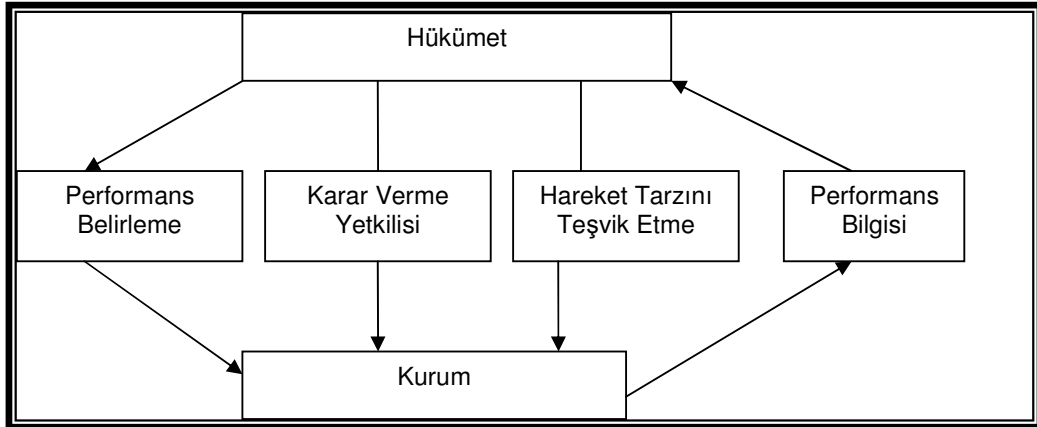 Hükümet
Performans
Belirleme
Karar Verme
Yetkilisi
Hareket Tarzını
Teşvik Etme
Performans
Bilgisi
Kurum